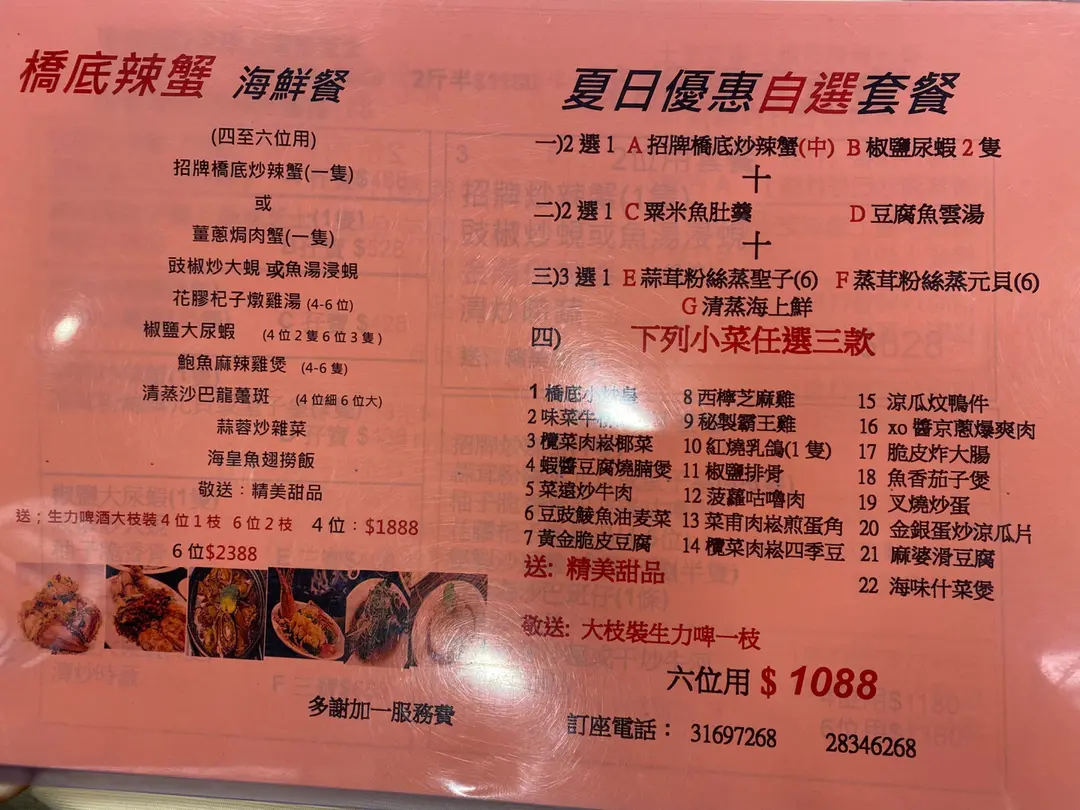 橋底辣蟹 海鮮餐
(四至六位用)
招牌橋底炒辣蟹(一隻)
或
薑蔥焗肉蟹(一隻)
豉椒炒大蜆 或魚湯浸蜆
花膠杞子燉雞湯 (4-6 位)
椒鹽大尿蝦 (4 位 2 隻 6 位 3 隻)
鮑魚麻辣雞煲 (4-6 隻)
清蒸沙巴龍躉斑 (4 位細 6 位大)
蒜蓉炒雜菜
海皇魚翅撈飯
敬送：精美甜品
送；生力啤酒大枝裝 4 位 1 枝 6 位 2 枝 4 位：$1888
6 位$2388
多謝加一服務費
夏日優惠自選套餐
一)2 選 1 A 招牌橋底炒辣蟹(中) B 椒鹽尿蝦 2 隻
十
二)2 選 1 C 粟米魚肚羹 D 豆腐魚雲湯
十
三)3 選 1 E 蒜茸粉絲蒸聖子(6) F 蒸茸粉絲蒸元貝(6)
G 清蒸海上鮮
四) 下列小菜任選三款
1 橋底小炒皇
2 味菜牛
3 欖菜肉崧椰菜
4 蝦醬豆腐燒腩煲
5 菜遠炒牛肉
6 豆豉鯪魚油麥菜
7 黃金脆皮豆腐
8 西檸芝麻雞
9 秘製霸王雞
10 紅燒乳鴿(1 隻)
11 椒鹽排骨
12 菠蘿咕嚕肉
13 菜甫肉崧煎蛋角
14 欖菜肉崧四季豆
15 涼瓜炆鴨件
16 xo 醬京蔥爆爽肉
17 脆皮炸大腸
18 魚香茄子煲
19 叉燒炒蛋
20 金銀蛋炒涼瓜片
21 麻婆滑豆腐
22 海味什菜煲
送: 精美甜品
敬送: 大枝裝生力啤一枝
六位用 $ 1088
訂座電話： 31697268 28346268